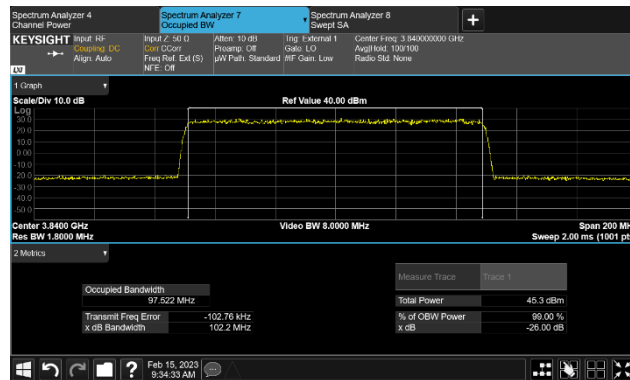 Spectrum Analyzer 4
Channel Power
Spectrum Analyzer 7
Occupied BW
Spectrum Analyzer 8
Swept SA
+
KEYSIGHT
Input: RF
Coupling: DC
Align: Auto
Input Z: 50 Ω
Corr CCorr
Freq Ref: Ext (S)
NFE: Off
Atten: 10 dB
Preamp: Off
µW Path: Standard
Trig: External 1
Gate: LO
#IF Gain: Low
Center Freq: 3.840000000 GHz
Avg|Hold: 100/100
Radio Std: None
LXI
1 Graph
Scale/Div 10.0 dB
Ref Value 40.00 dBm
Log
30.0
20.0
10.0
0.00
-10.0
-20.0
-30.0
-40.0
-50.0
Center 3.8400 GHz
Video BW 8.0000 MHz
Span 200 MH
Res BW 1.8000 MHz
Sweep 2.00 ms (1001 pt
2 Metrics
Measure Trace
Trace 1
Occupied Bandwidth
97.522 MHz
Total Power
45.3 dBm
Transmit Freq Error
-102.76 kHz
% of OBW Power
99.00 %
x dB Bandwidth
102.2 MHz
x dB
-26.00 dB
?
Feb 15, 2023
9:34:33 AM